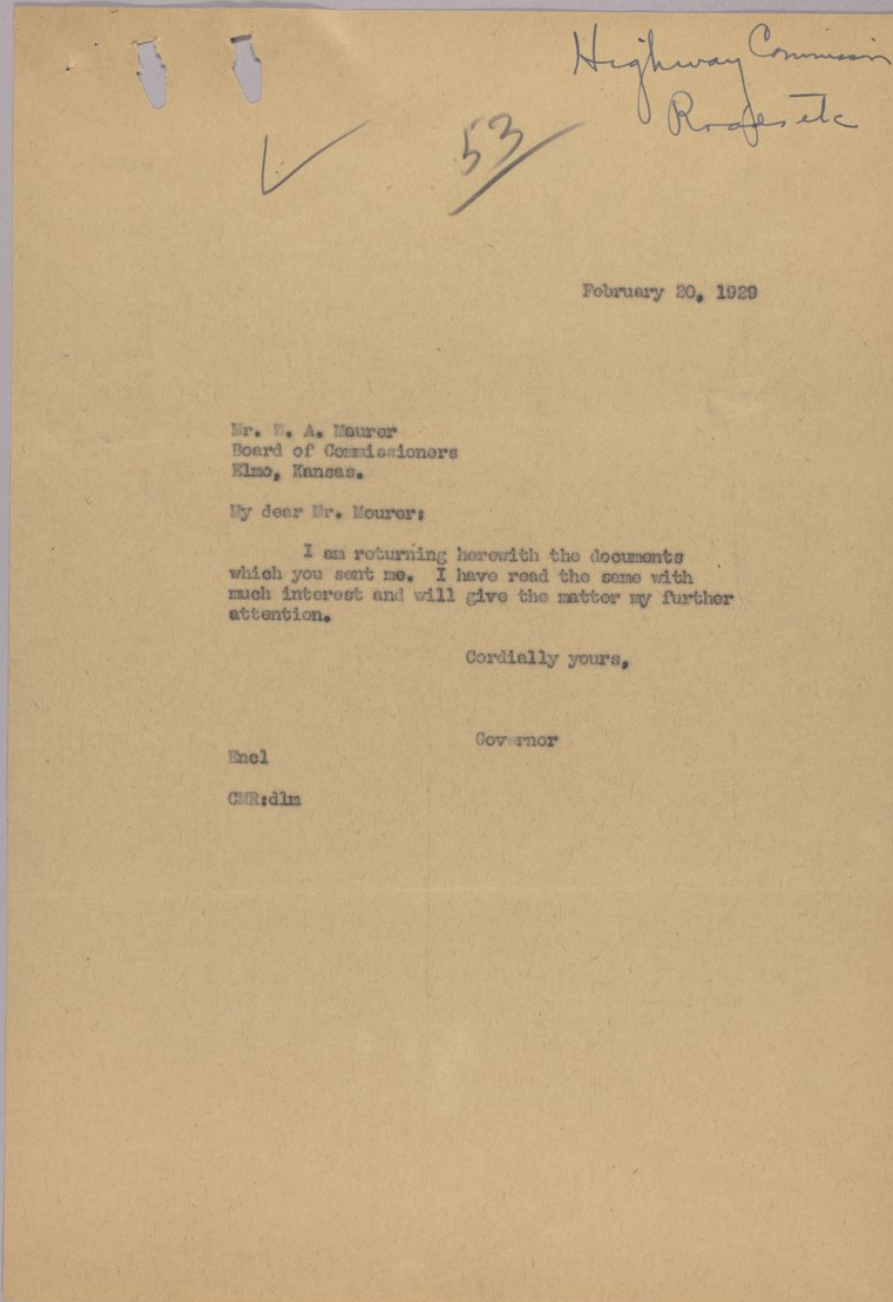 Highway Commission
53
February 20, 1929
Mr. W. A. Maurer
Board of Commissioners
Elmo, Kansas.
My dear Mr. Mourer:
I am returning herewith the documents
which you sent me. I have read the same with
much interest and will give the matter my further
attention.
Cordially yours,
Governor
Encl
CMR:dlm